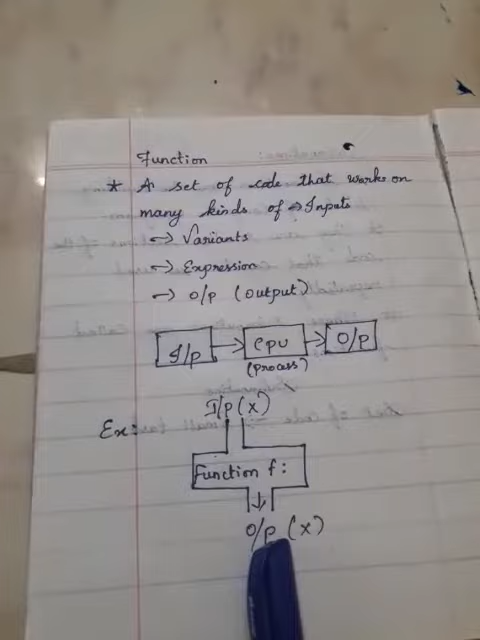 Function
* A set of code that works on
many kinds of → Inputs
→ Variants
→ Expression
→ O/p (output)
I/p → CPU → O/p
(process)
I/p (x)
Ex:
Function f:
O/p (x)